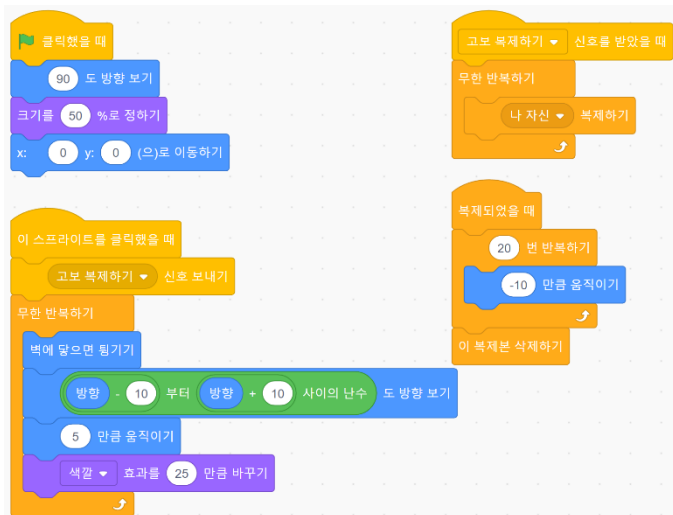 클릭했을 때
90 도 방향 보기
크기를 50 %로 정하기
x: 0 y: 0 (으)로 이동하기
이 스프라이트를 클릭했을 때
고보 복제하기 신호 보내기
무한 반복하기
벽에 닿으면 튕기기
방향 - 10 부터 방향 + 10 사이의 난수 도 방향 보기
5 만큼 움직이기
색깔 효과를 25 만큼 바꾸기
고보 복제하기 신호를 받았을 때
무한 반복하기
나 자신 복제하기
복제되었을 때
20 번 반복하기
-10 만큼 움직이기
이 복제본 삭제하기